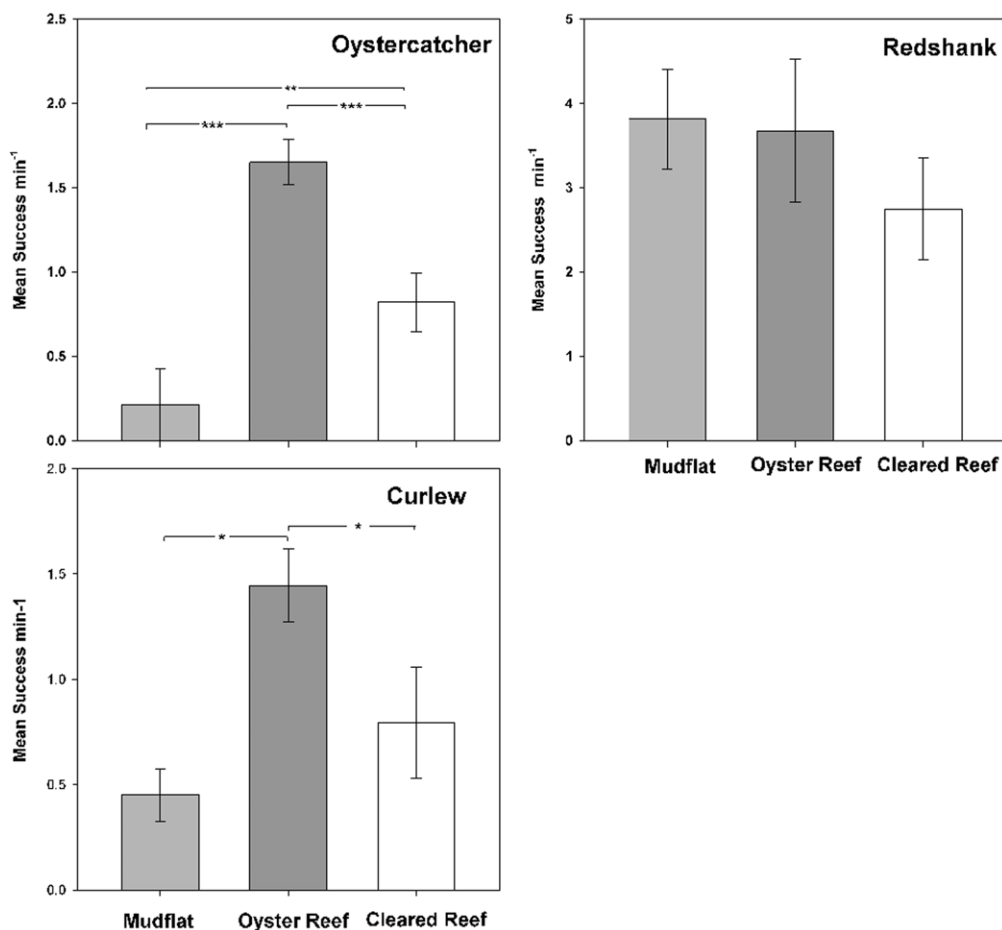 Oystercatcher
Mean Success min-1
2.5
2.0
1.5
1.0
0.5
0.0
**
***
***
Redshank
Mean Success min-1
5
4
3
2
1
0
Mudflat
Oyster Reef
Cleared Reef
Curlew
Mean Success min-1
2.0
1.5
1.0
0.5
0.0
*
*
Mudflat
Oyster Reef
Cleared Reef